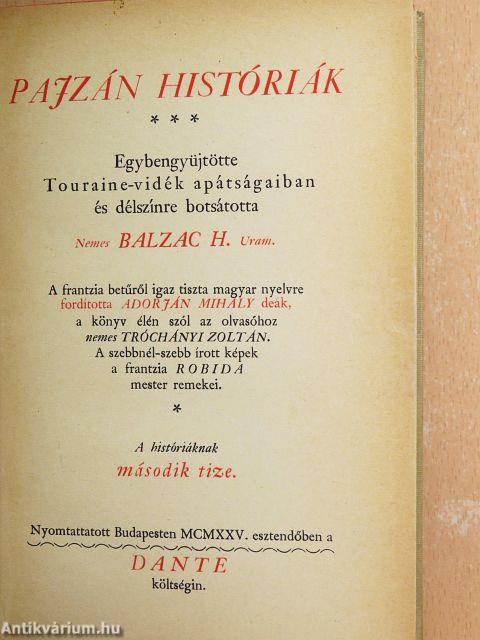 PAJZÁN HISTÓRIÁK
* * *
Egybengyüjtötte
Touraine-vidék apátságaiban
és délszínre botsátotta
Nemes BALZAC H. Uram.
A frantzia betűről igaz tiszta magyar nyelvre
fordította ADORJÁN MIHÁLY deák,
a könyv élén szól az olvasóhoz
nemes TRÓCHÁNYI ZOLTÁN.
A szebbnél-szebb írott képek
a frantzia ROBIDA
mester remekei.
*
A históriáknak
második tize.
Nyomtattatott Budapesten MCMXXV. esztendőben a
DANTE
költségin.
Antikvárium.hu